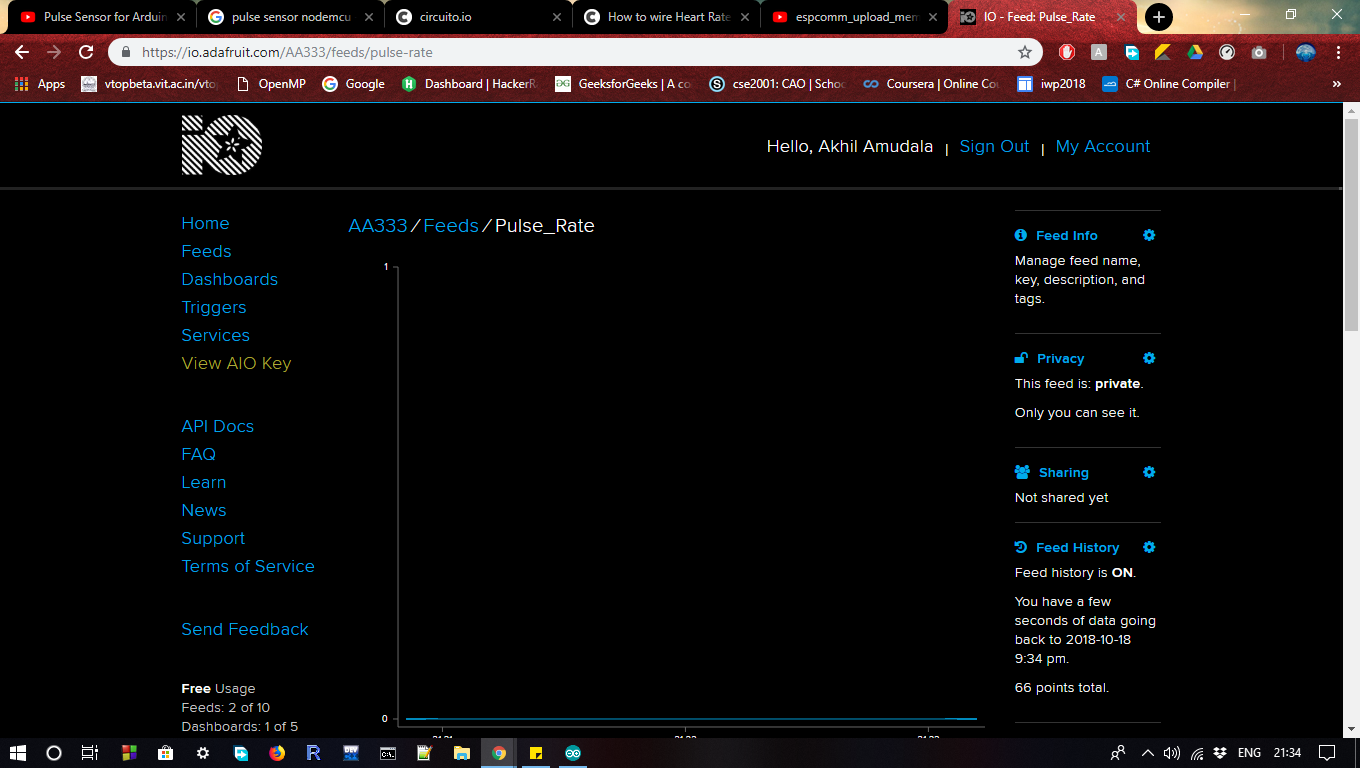 Pulse Sensor for Arduin
pulse sensor nodemcu
circuito.io
How to wire Heart Rate
espcomm_upload_mem
IO - Feed: Pulse_Rate
https://io.adafruit.com/AA333/feeds/pulse-rate
Apps
vtopbeta.vit.ac.in/vto
OpenMP
Google
Dashboard | HackerR
GeeksforGeeks | A co
cse2001: CAO | Schoo
Coursera | Online Co
iwp2018
C# Online Compiler |
»
Hello, Akhil Amudala | Sign Out | My Account
Home
Feeds
Dashboards
Triggers
Services
View AIO Key
API Docs
FAQ
Learn
News
Support
Terms of Service
Send Feedback
Free Usage
Feeds: 2 of 10
Dashboards: 1 of 5
AA333 / Feeds / Pulse_Rate
1
0
Feed Info
Manage feed name,
key, description, and
tags.
Privacy
This feed is: private.
Only you can see it.
Sharing
Not shared yet
Feed History
Feed history is ON.
You have a few
seconds of data going
back to 2018-10-18
9:34 pm.
66 points total.
ENG
21:34